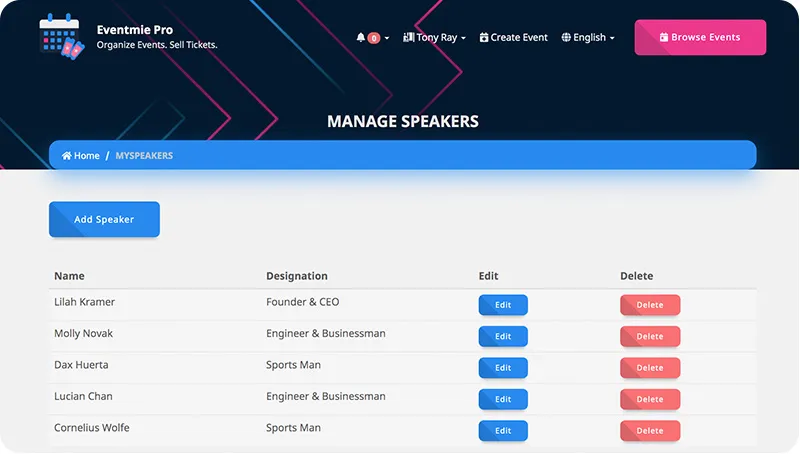 Eventmie Pro
Organize Events. Sell Tickets.
0 Tony Ray Create Event English Browse Events
MANAGE SPEAKERS
Home / MYSPEAKERS
Add Speaker
Name Designation Edit Delete
Lilah Kramer Founder & CEO Edit Delete
Molly Novak Engineer & Businessman Edit Delete
Dax Huerta Sports Man Edit Delete
Lucian Chan Engineer & Businessman Edit Delete
Cornelius Wolfe Sports Man Edit Delete